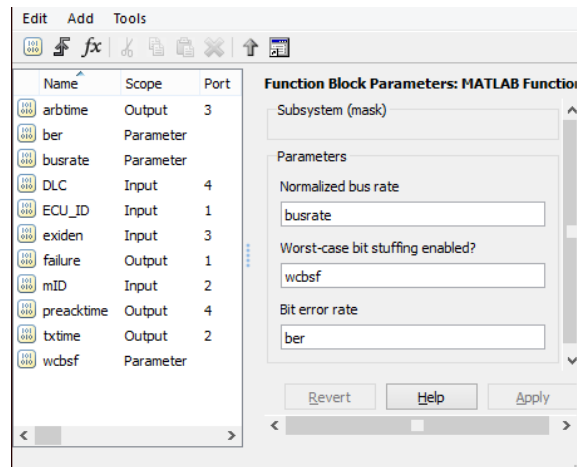 Edit Add Tools
fx
Name Scope Port
arbtime Output 3
ber Parameter
busrate Parameter
DLC Input 4
ECU_ID Input 1
exiden Input 3
failure Output 1
mID Input 2
preacktime Output 4
txtime Output 2
wcbsf Parameter
Function Block Parameters: MATLAB Function
Subsystem (mask)
Parameters
Normalized bus rate
busrate
Worst-case bit stuffing enabled?
wcbsf
Bit error rate
ber
Revert Help Apply